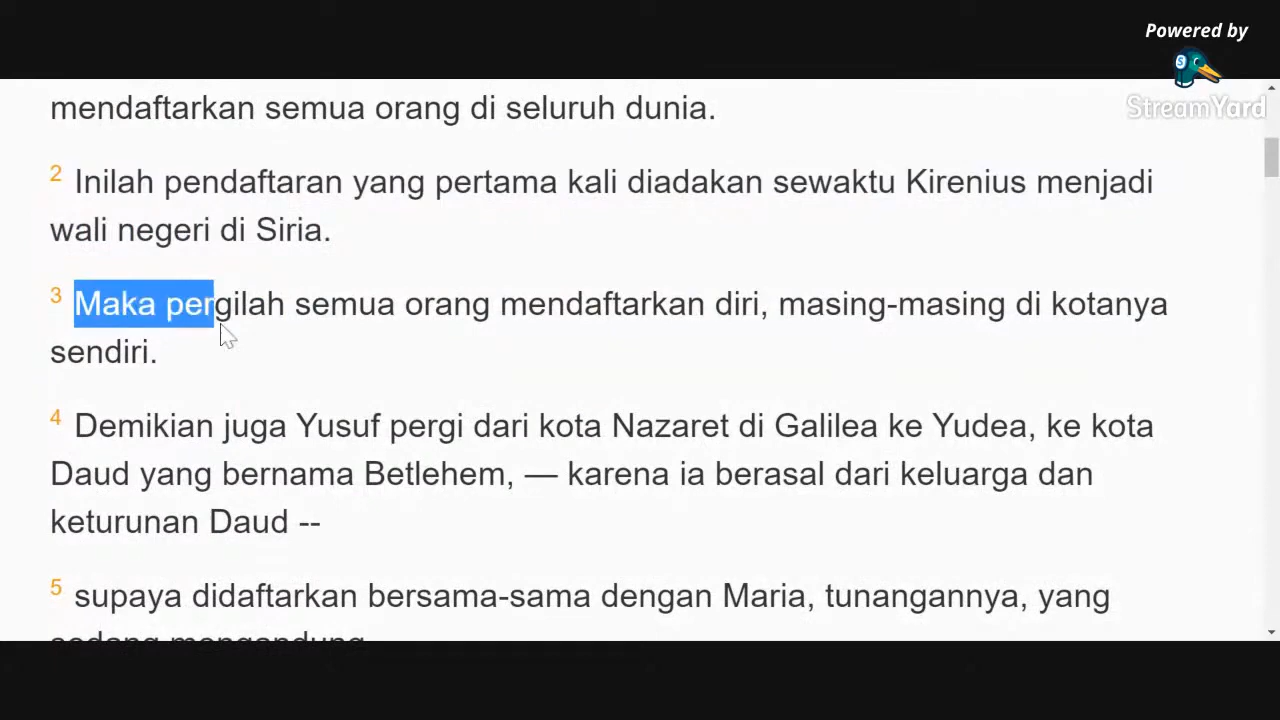 Powered by
StreamYard
mendaftarkan semua orang di seluruh dunia.
2 Inilah pendaftaran yang pertama kali diadakan sewaktu Kirenius menjadi
wali negeri di Siria.
3 Maka pergilah semua orang mendaftarkan diri, masing-masing di kotanya
sendiri.
4 Demikian juga Yusuf pergi dari kota Nazaret di Galilea ke Yudea, ke kota
Daud yang bernama Betlehem, — karena ia berasal dari keluarga dan
keturunan Daud --
5 supaya didaftarkan bersama-sama dengan Maria, tunangannya, yang
sedang mengandung